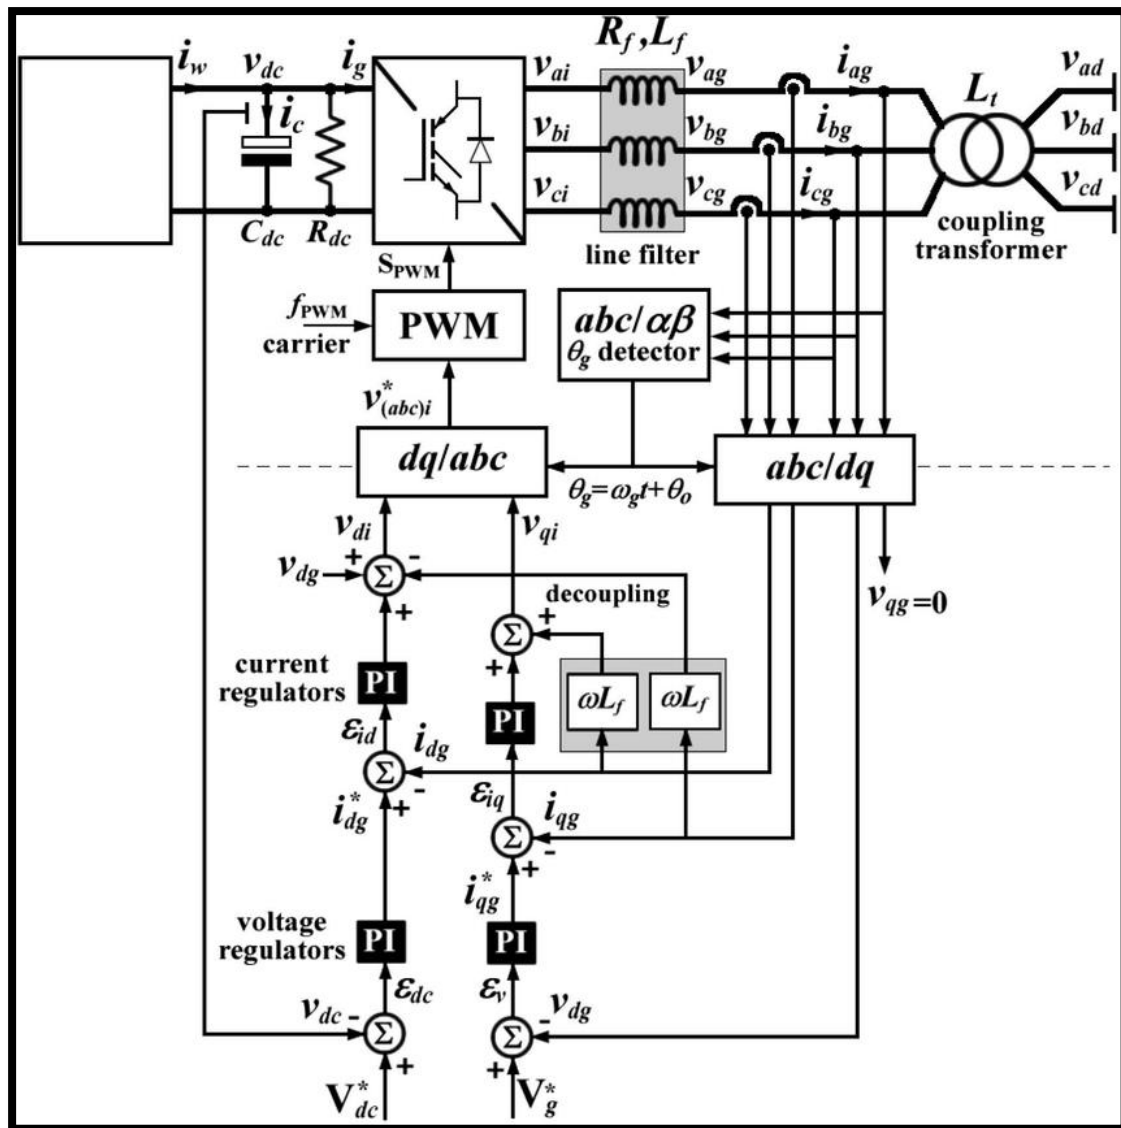 R_f, L_f
i_w v_dc i_g v_ai v_ag i_ag L_t v_ad
i_c v_bi v_bg i_bg v_bd
v_ci v_cg i_cg v_cd
C_dc R_dc
line filter
coupling
transformer
S_PWM
f_PWM
carrier
PWM
abc/αβ
θ_g detector
v*_(abc)i
dq/abc
abc/dq
θ_g=ω_g t+θ_o
v_di v_qi
+ -
v_dg Σ
+
decoupling
v_qg=0
Σ +
+
current
regulators
PI
ωL_f ωL_f
PI
ε_id i_dg
Σ
+ -
i*_dg
ε_iq i_qg
Σ
+ -
i*_qg
voltage
regulators
PI PI
ε_dc ε_v
v_dc - Σ Σ - v_dg
+ +
V*_dc V*_g